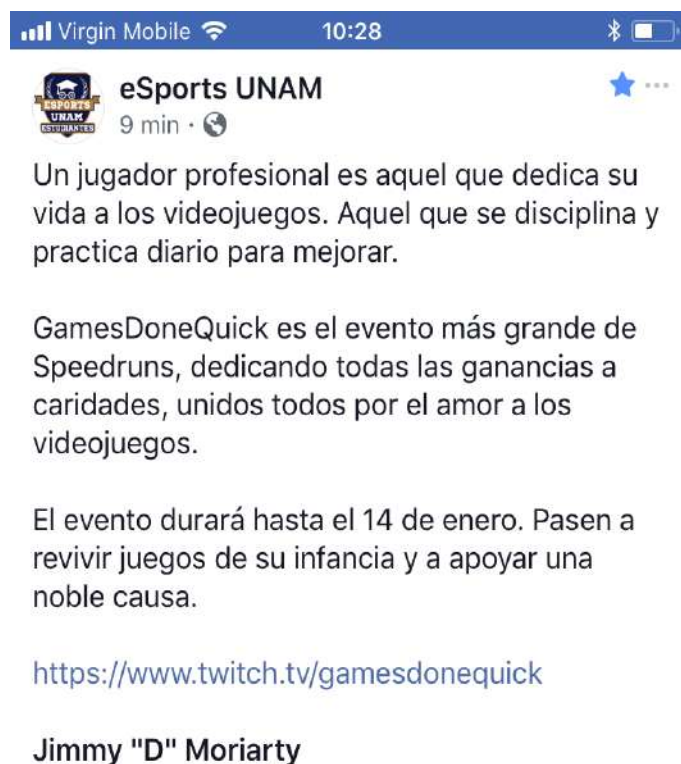 Virgin Mobile 10:28
eSports UNAM
ESPORTS
UNAM
ESTUDIANTES
9 min ·
Un jugador profesional es aquel que dedica su
vida a los videojuegos. Aquel que se disciplina y
practica diario para mejorar.
GamesDoneQuick es el evento más grande de
Speedruns, dedicando todas las ganancias a
caridades, unidos todos por el amor a los
videojuegos.
El evento durará hasta el 14 de enero. Pasen a
revivir juegos de su infancia y a apoyar una
noble causa.
https://www.twitch.tv/gamesdonequick
Jimmy "D" Moriarty